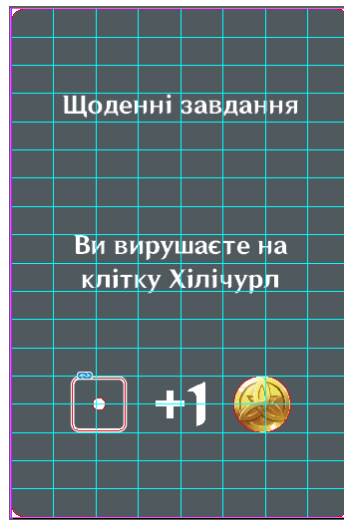 Щоденні завдання
Ви вирушаєте на
клітку Хілічурл
+1